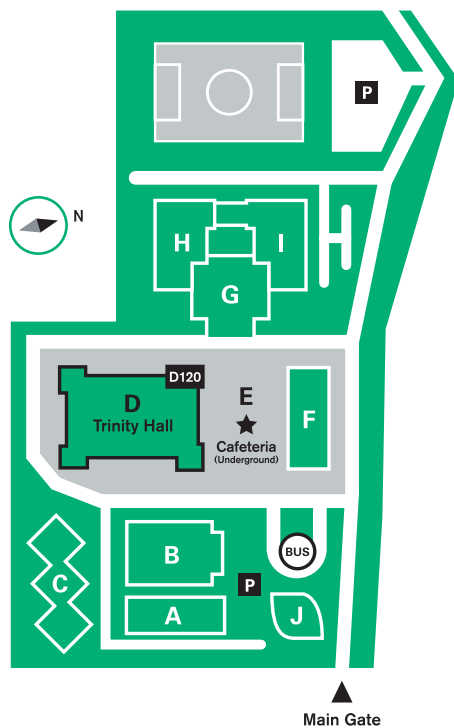 P
N
H
I
G
D120
D
Trinity Hall
E
Cafeteria
(Underground)
F
B
BUS
C
P
A
J
Main Gate